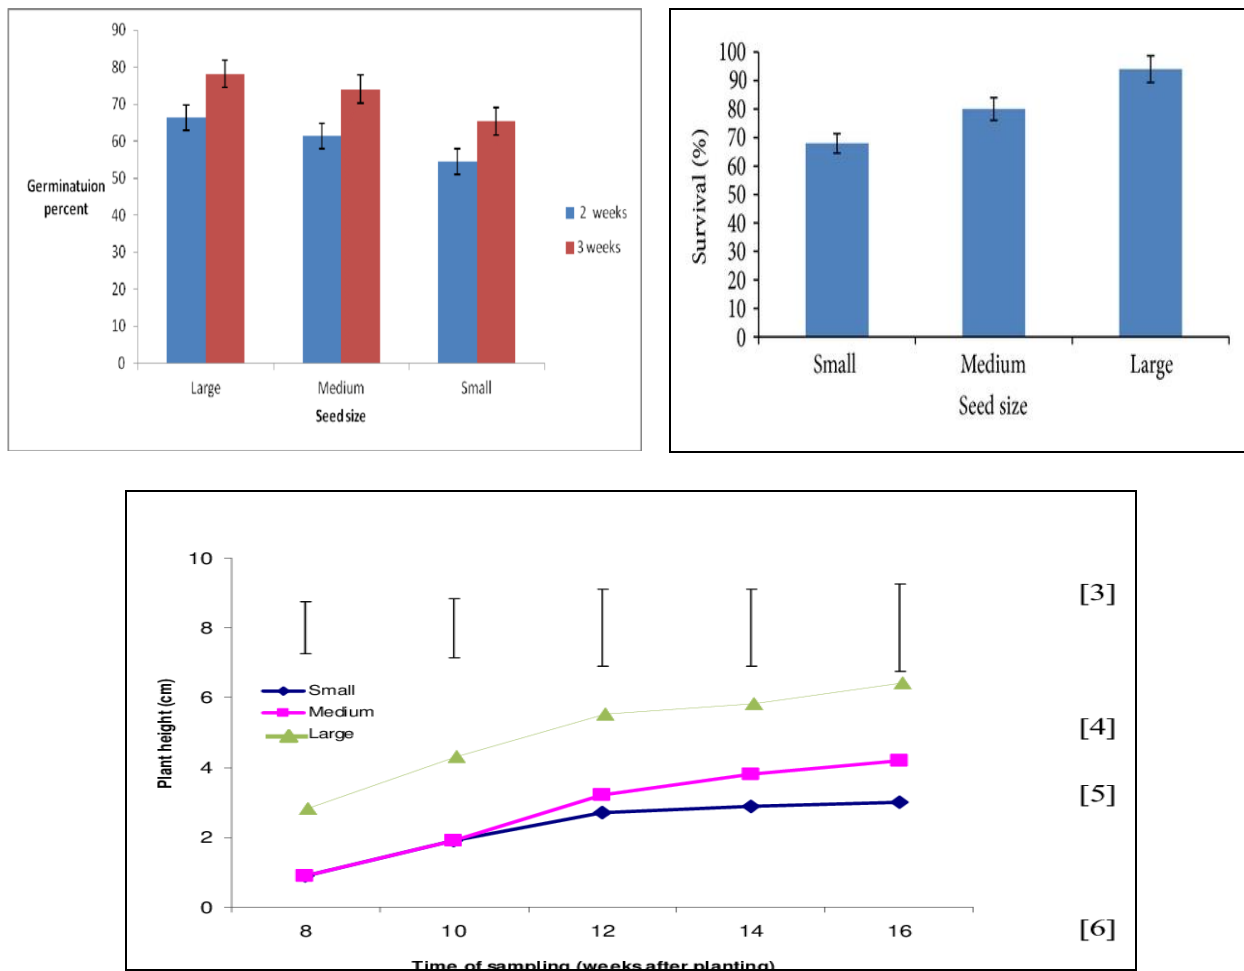 90
80
70
60
50
40
30
20
10
0
Germinatuion
percent
2 weeks
3 weeks
Large Medium Small
Seed size
100
90
80
70
60
50
40
30
20
10
0
Survival (%)
Small Medium Large
Seed size
10
8
6
4
2
0
Plant height (cm)
Small
Medium
Large
8 10 12 14 16
Time of sampling (weeks after planting)
[3]
[4]
[5]
[6]